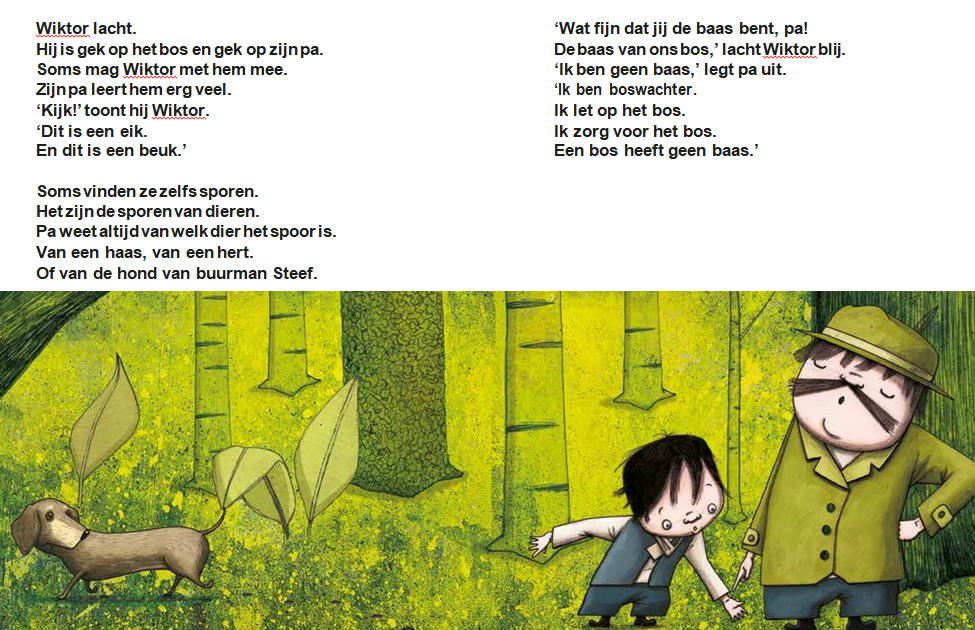 Wiktor lacht.
Hij is gek op het bos en gek op zijn pa.
Soms mag Wiktor met hem mee.
Zijn pa leert hem erg veel.
‘Kijk!’ toont hij Wiktor.
‘Dit is een eik.
En dit is een beuk.’

Soms vinden ze zelfs sporen.
Het zijn de sporen van dieren.
Pa weet altijd van welk dier het spoor is.
Van een haas, van een hert.
Of van de hond van buurman Steef.

‘Wat fijn dat jij de baas bent, pa!
De baas van ons bos,’ lacht Wiktor blij.
‘Ik ben geen baas,’ legt pa uit.
‘Ik ben boswachter.
Ik let op het bos.
Ik zorg voor het bos.
Een bos heeft geen baas.’